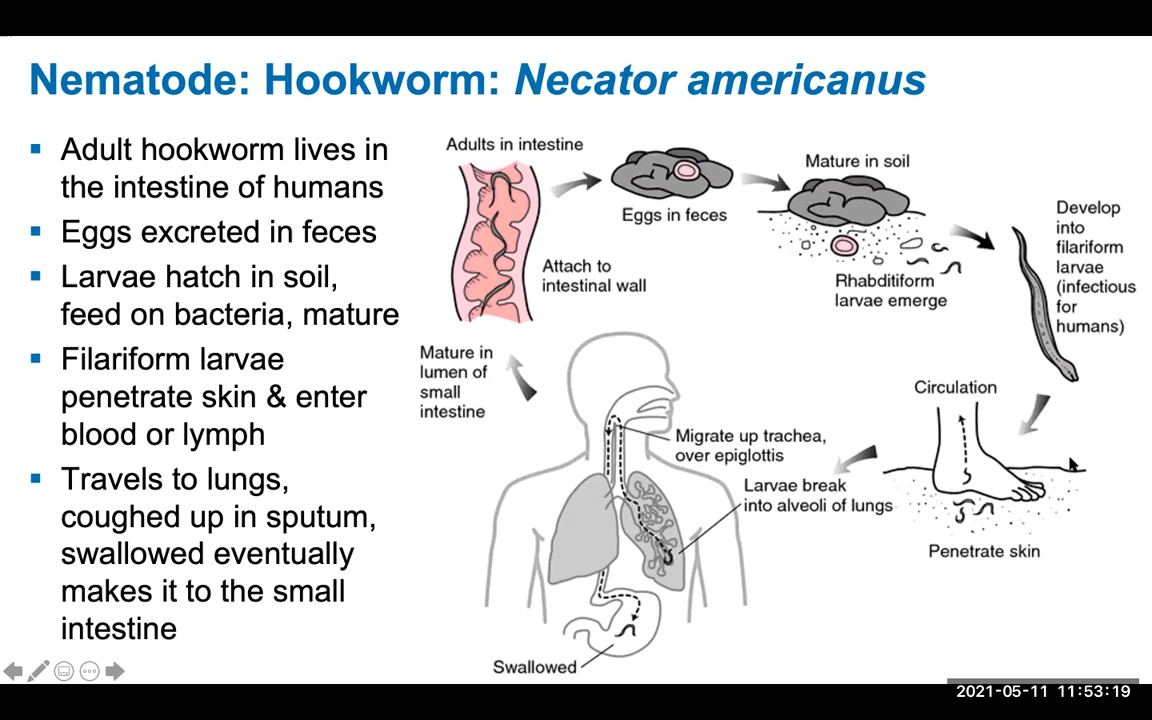 Nematode: Hookworm: Necator americanus
▪ Adult hookworm lives in
the intestine of humans
▪ Eggs excreted in feces
▪ Larvae hatch in soil,
feed on bacteria, mature
▪ Filariform larvae
penetrate skin & enter
blood or lymph
▪ Travels to lungs,
coughed up in sputum,
swallowed eventually
makes it to the small
intestine
Adults in intestine
Attach to
intestinal wall
Eggs in feces
Mature in soil
Rhabditiform
larvae emerge
Develop
into
filariform
larvae
(infectious
for
humans)
Circulation
Penetrate skin
Larvae break
into alveoli of lungs
Migrate up trachea,
over epiglottis
Swallowed
Mature in
lumen of
small
intestine
2021-05-11 11:53:19